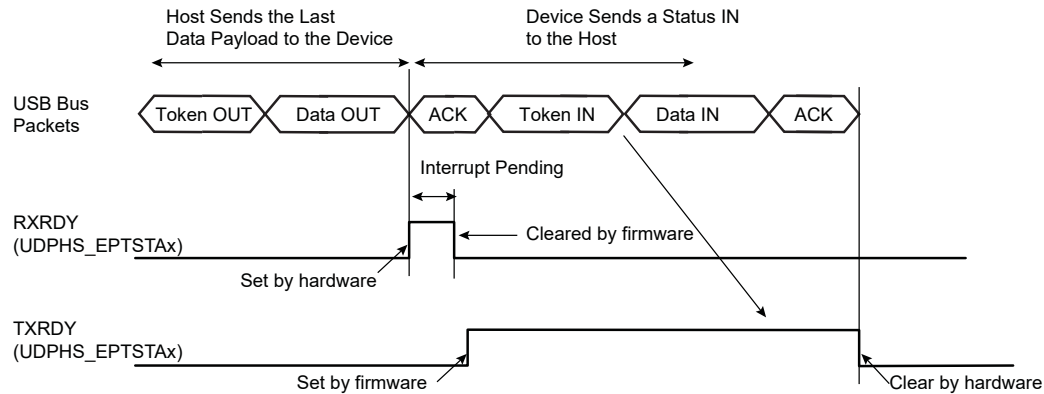 Host Sends the Last
Data Payload to the Device
Device Sends a Status IN
to the Host
USB Bus
Packets
Token OUT
Data OUT
ACK
Token IN
Data IN
ACK
Interrupt Pending
RXRDY
(UDPHS_EPTSTAx)
Set by hardware
Cleared by firmware
TXRDY
(UDPHS_EPTSTAx)
Set by firmware
Clear by hardware